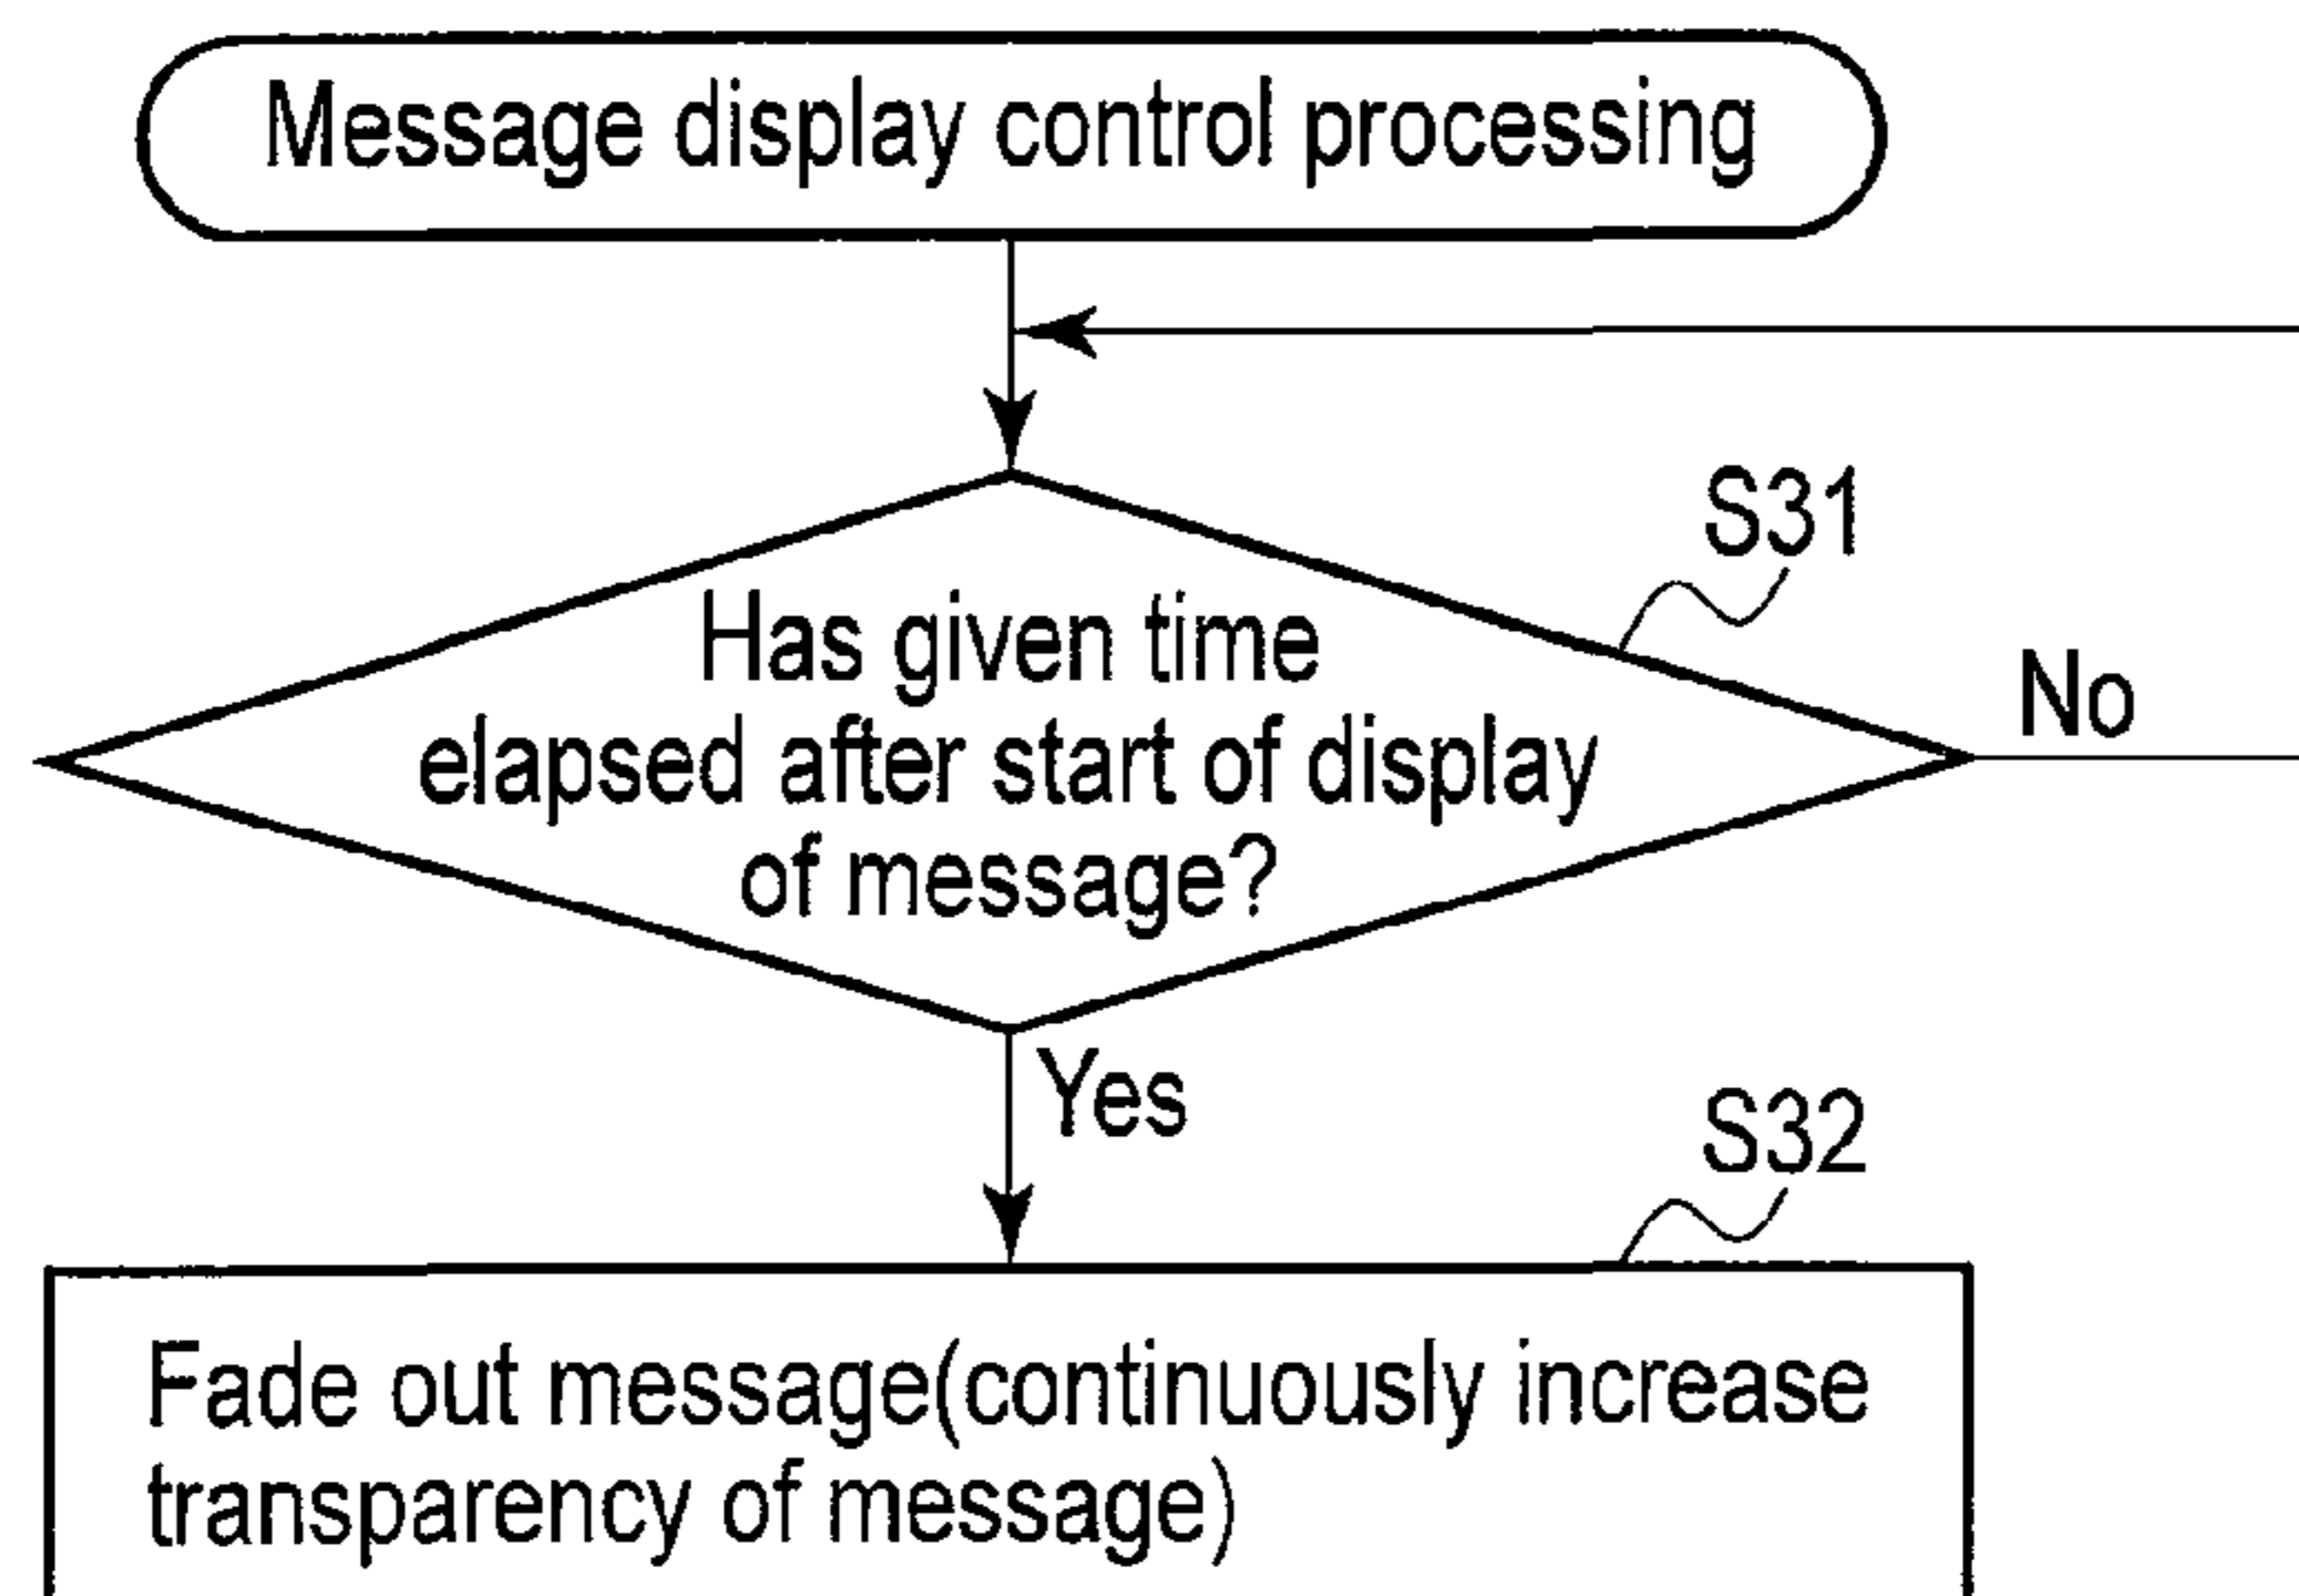 Message display control processing
S31
Has given time
elapsed after start of display
of message?
No
Yes
S32
Fade out message(continuously increase
transparency of message)